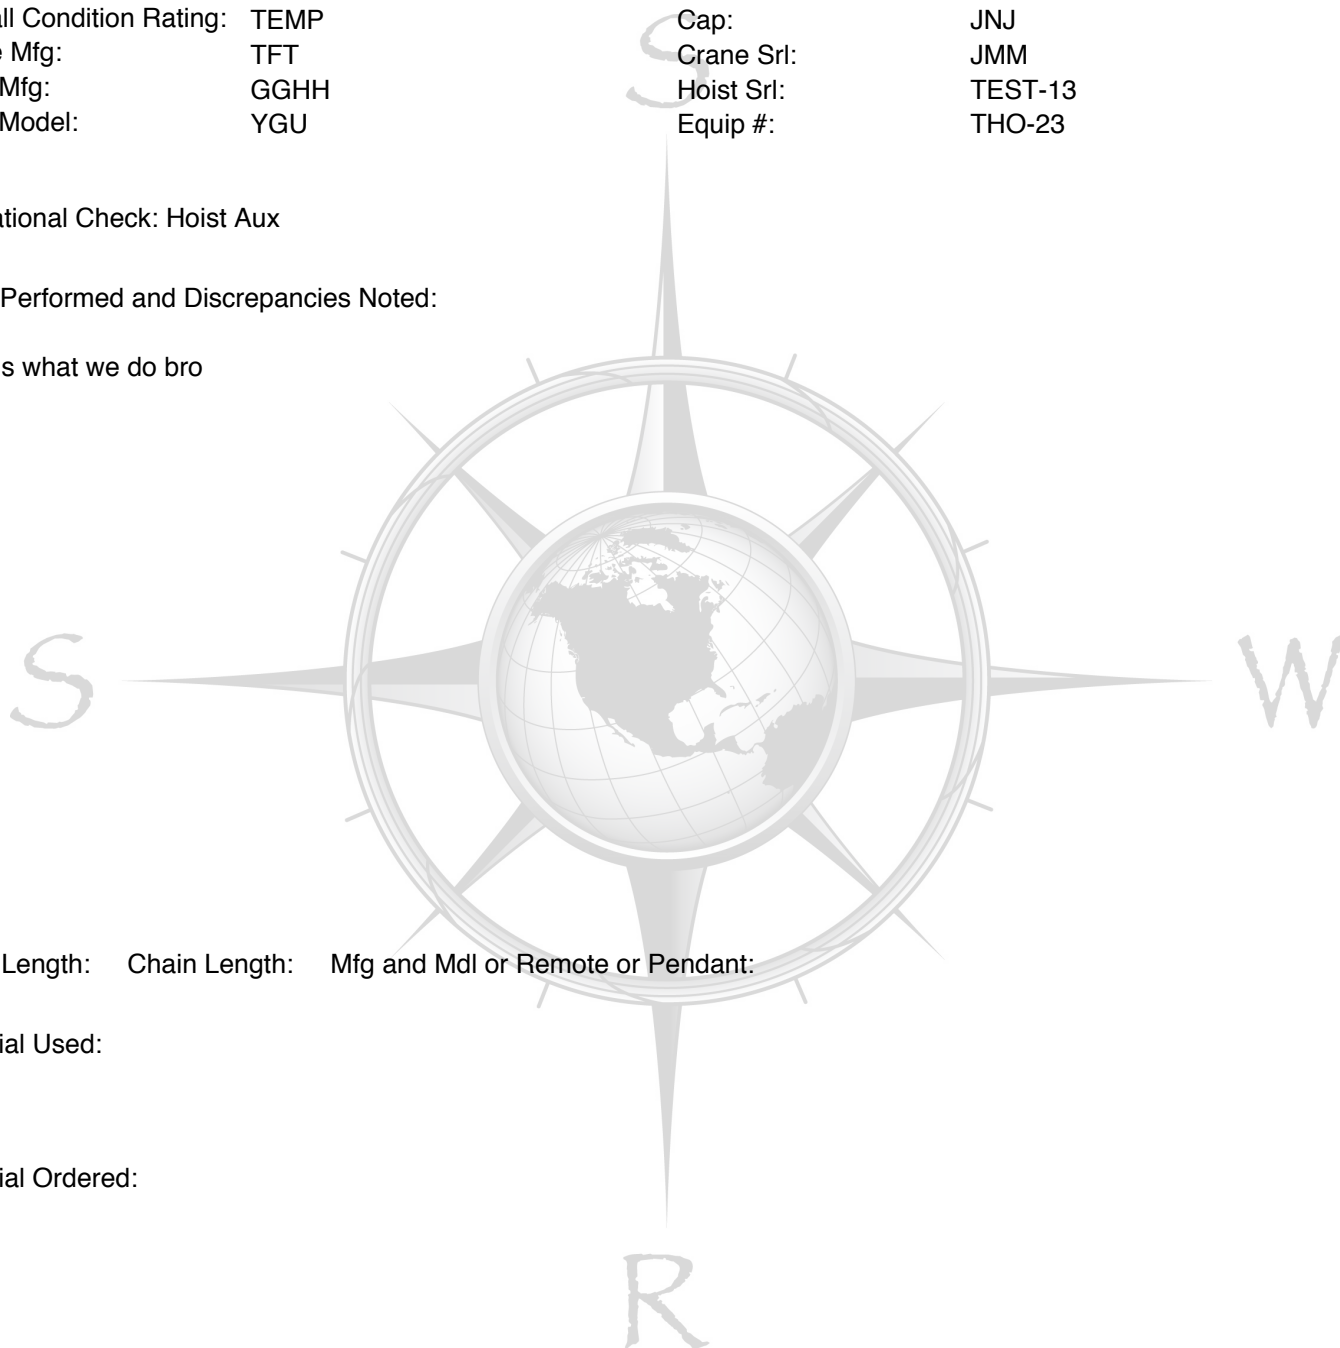 all Condition Rating: TEMP Cap: JNJ
e Mfg: TFT Crane Srl: JMM
Mfg: GGHH Hoist Srl: TEST-13
Model: YGU Equip #: THO-23
S
ational Check: Hoist Aux
Performed and Discrepancies Noted:
s what we do bro
S W
Length: Chain Length: Mfg and Mdl or Remote or Pendant:
ial Used:
ial Ordered:
R